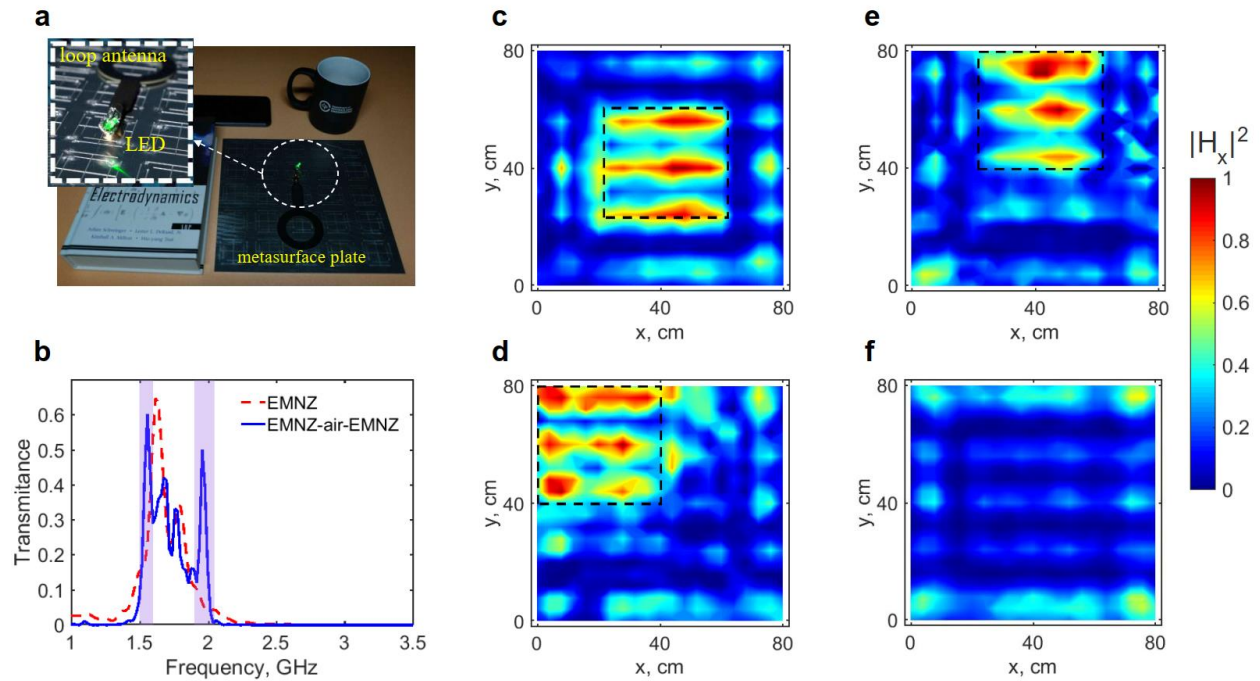 a
loop antenna
LED
Electrodynamics
metasurface plate
b
0.6
0.5
0.4
0.3
0.2
0.1
0
Transmitance
EMNZ
EMNZ-air-EMNZ
1
1.5
2
2.5
3
3.5
Frequency, GHz
c
80
40
0
y, cm
0
40
80
x, cm
d
80
40
0
y, cm
0
40
80
x, cm
e
80
40
0
y, cm
0
40
80
x, cm
f
80
40
0
y, cm
0
40
80
x, cm
|Hx|2
1
0.8
0.6
0.4
0.2
0